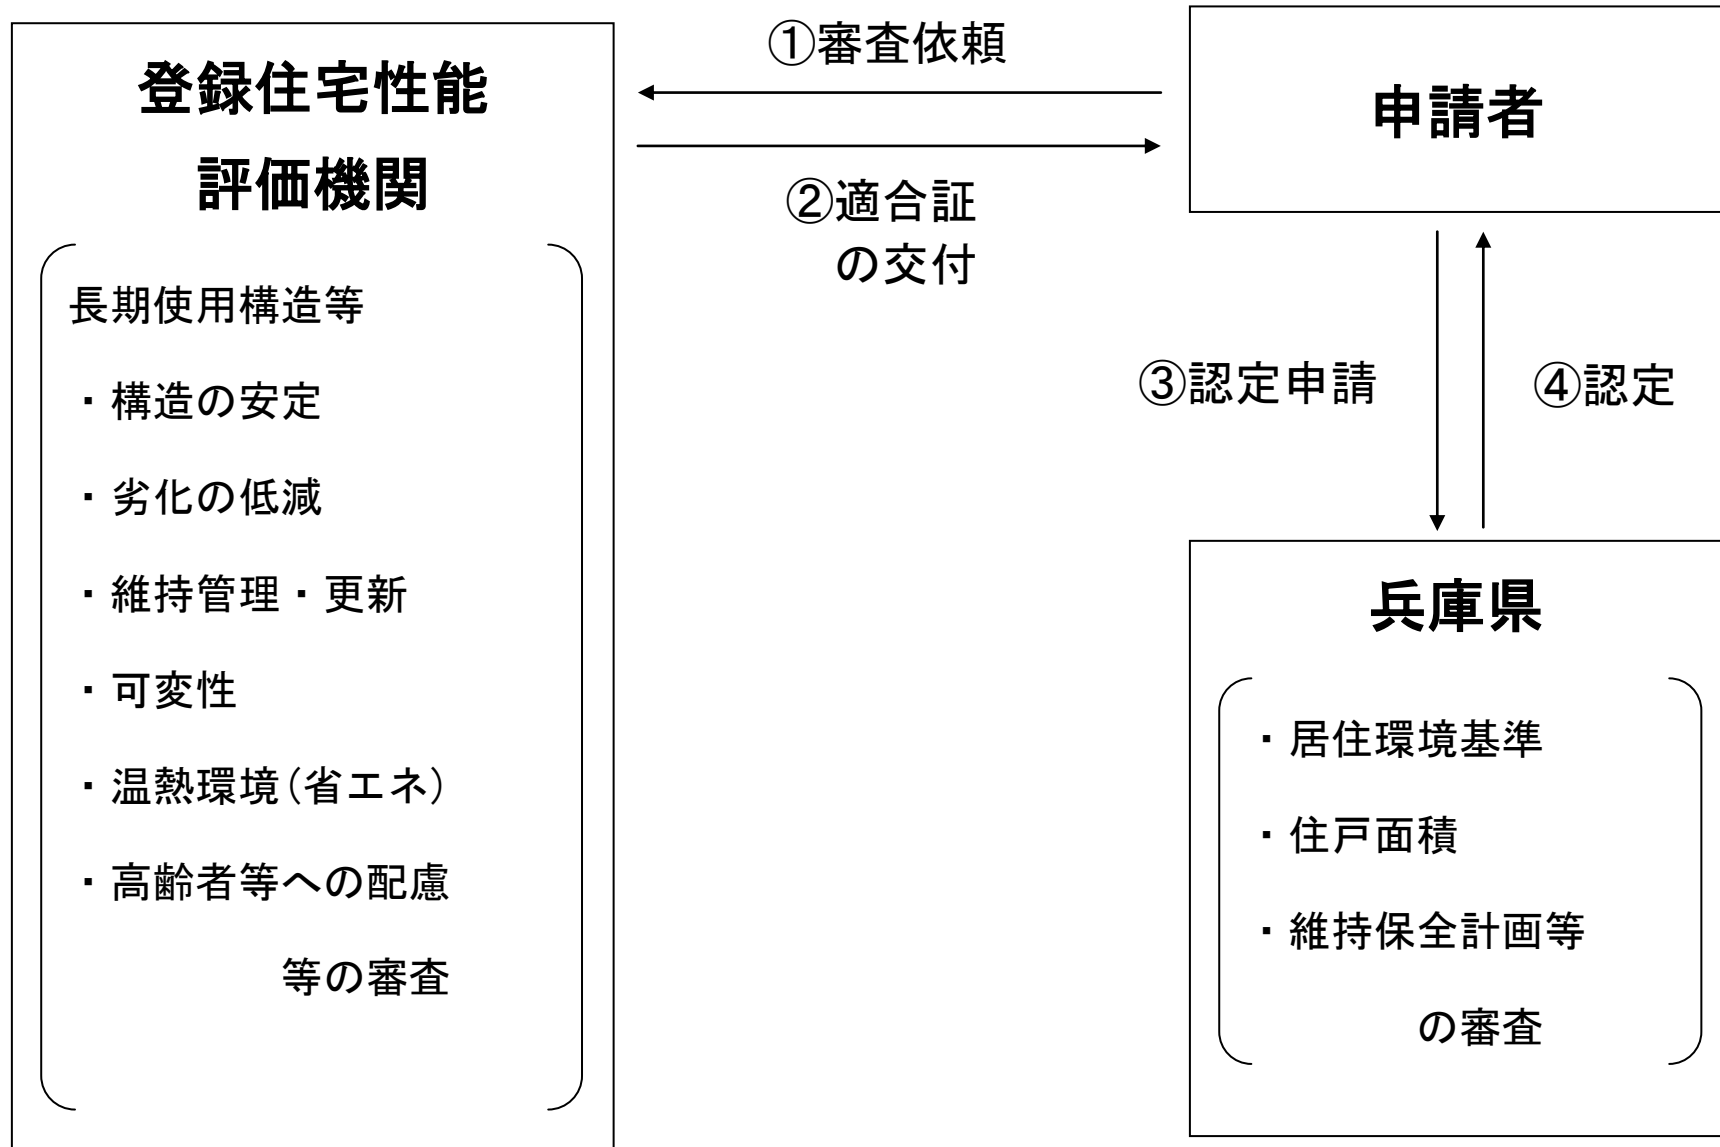 登録住宅性能
評価機関
長期使用構造等
・構造の安定
・劣化の低減
・維持管理・更新
・可変性
・温熱環境(省エネ)
・高齢者等への配慮
等の審査
①審査依頼
②適合証
の交付
申請者
③認定申請
④認定
兵庫県
・居住環境基準
・住戸面積
・維持保全計画等
の審査